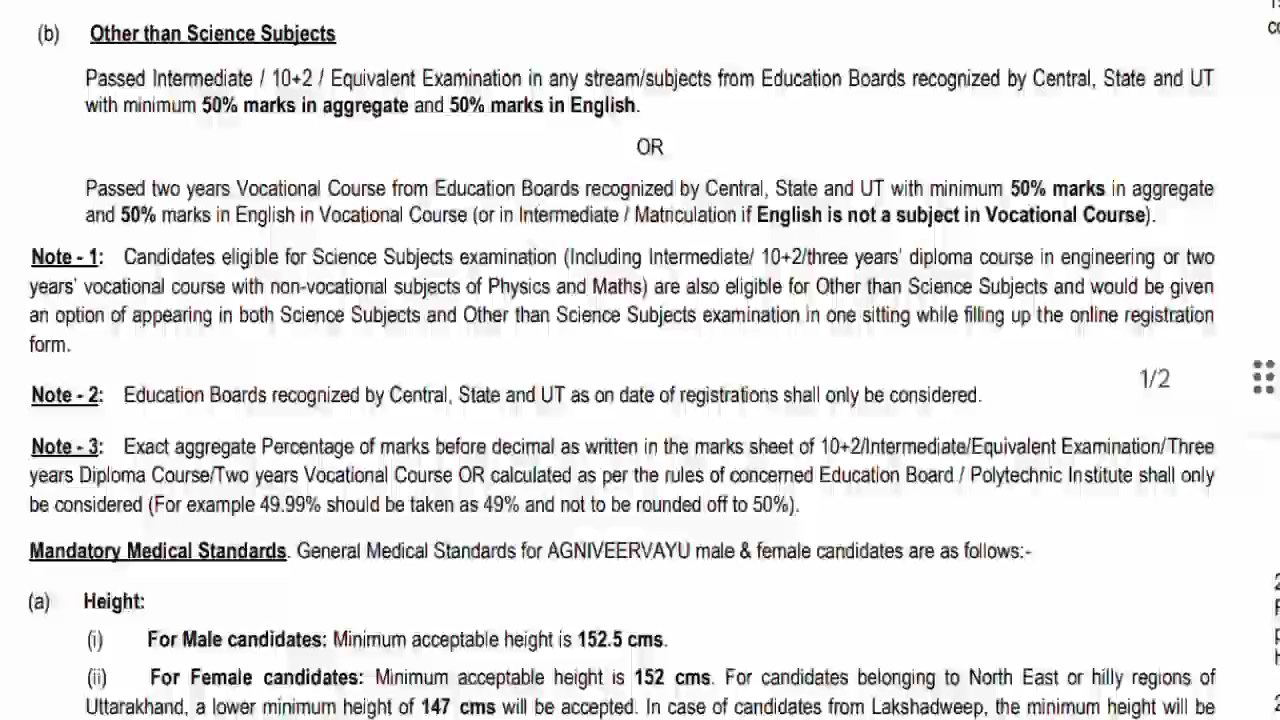 (b) Other than Science Subjects
Passed Intermediate / 10+2 / Equivalent Examination in any stream/subjects from Education Boards recognized by Central, State and UT
with minimum 50% marks in aggregate and 50% marks in English.
OR
Passed two years Vocational Course from Education Boards recognized by Central, State and UT with minimum 50% marks in aggregate
and 50% marks in English in Vocational Course (or in Intermediate / Matriculation if English is not a subject in Vocational Course).
Note - 1: Candidates eligible for Science Subjects examination (Including Intermediate/ 10+2/three years' diploma course in engineering or two
years' vocational course with non-vocational subjects of Physics and Maths) are also eligible for Other than Science Subjects and would be given
an option of appearing in both Science Subjects and Other than Science Subjects examination in one sitting while filling up the online registration
form.
1/2
Note - 2: Education Boards recognized by Central, State and UT as on date of registrations shall only be considered.
Note - 3: Exact aggregate Percentage of marks before decimal as written in the marks sheet of 10+2/Intermediate/Equivalent Examination/Three
years Diploma Course/Two years Vocational Course OR calculated as per the rules of concerned Education Board / Polytechnic Institute shall only
be considered (For example 49.99% should be taken as 49% and not to be rounded off to 50%).
Mandatory Medical Standards. General Medical Standards for AGNIVEERVAYU male & female candidates are as follows:-
(a) Height:
(i) For Male candidates: Minimum acceptable height is 152.5 cms.
(ii) For Female candidates: Minimum acceptable height is 152 cms. For candidates belonging to North East or hilly regions of
Uttarakhand, a lower minimum height of 147 cms will be accepted. In case of candidates from Lakshadweep, the minimum height will be